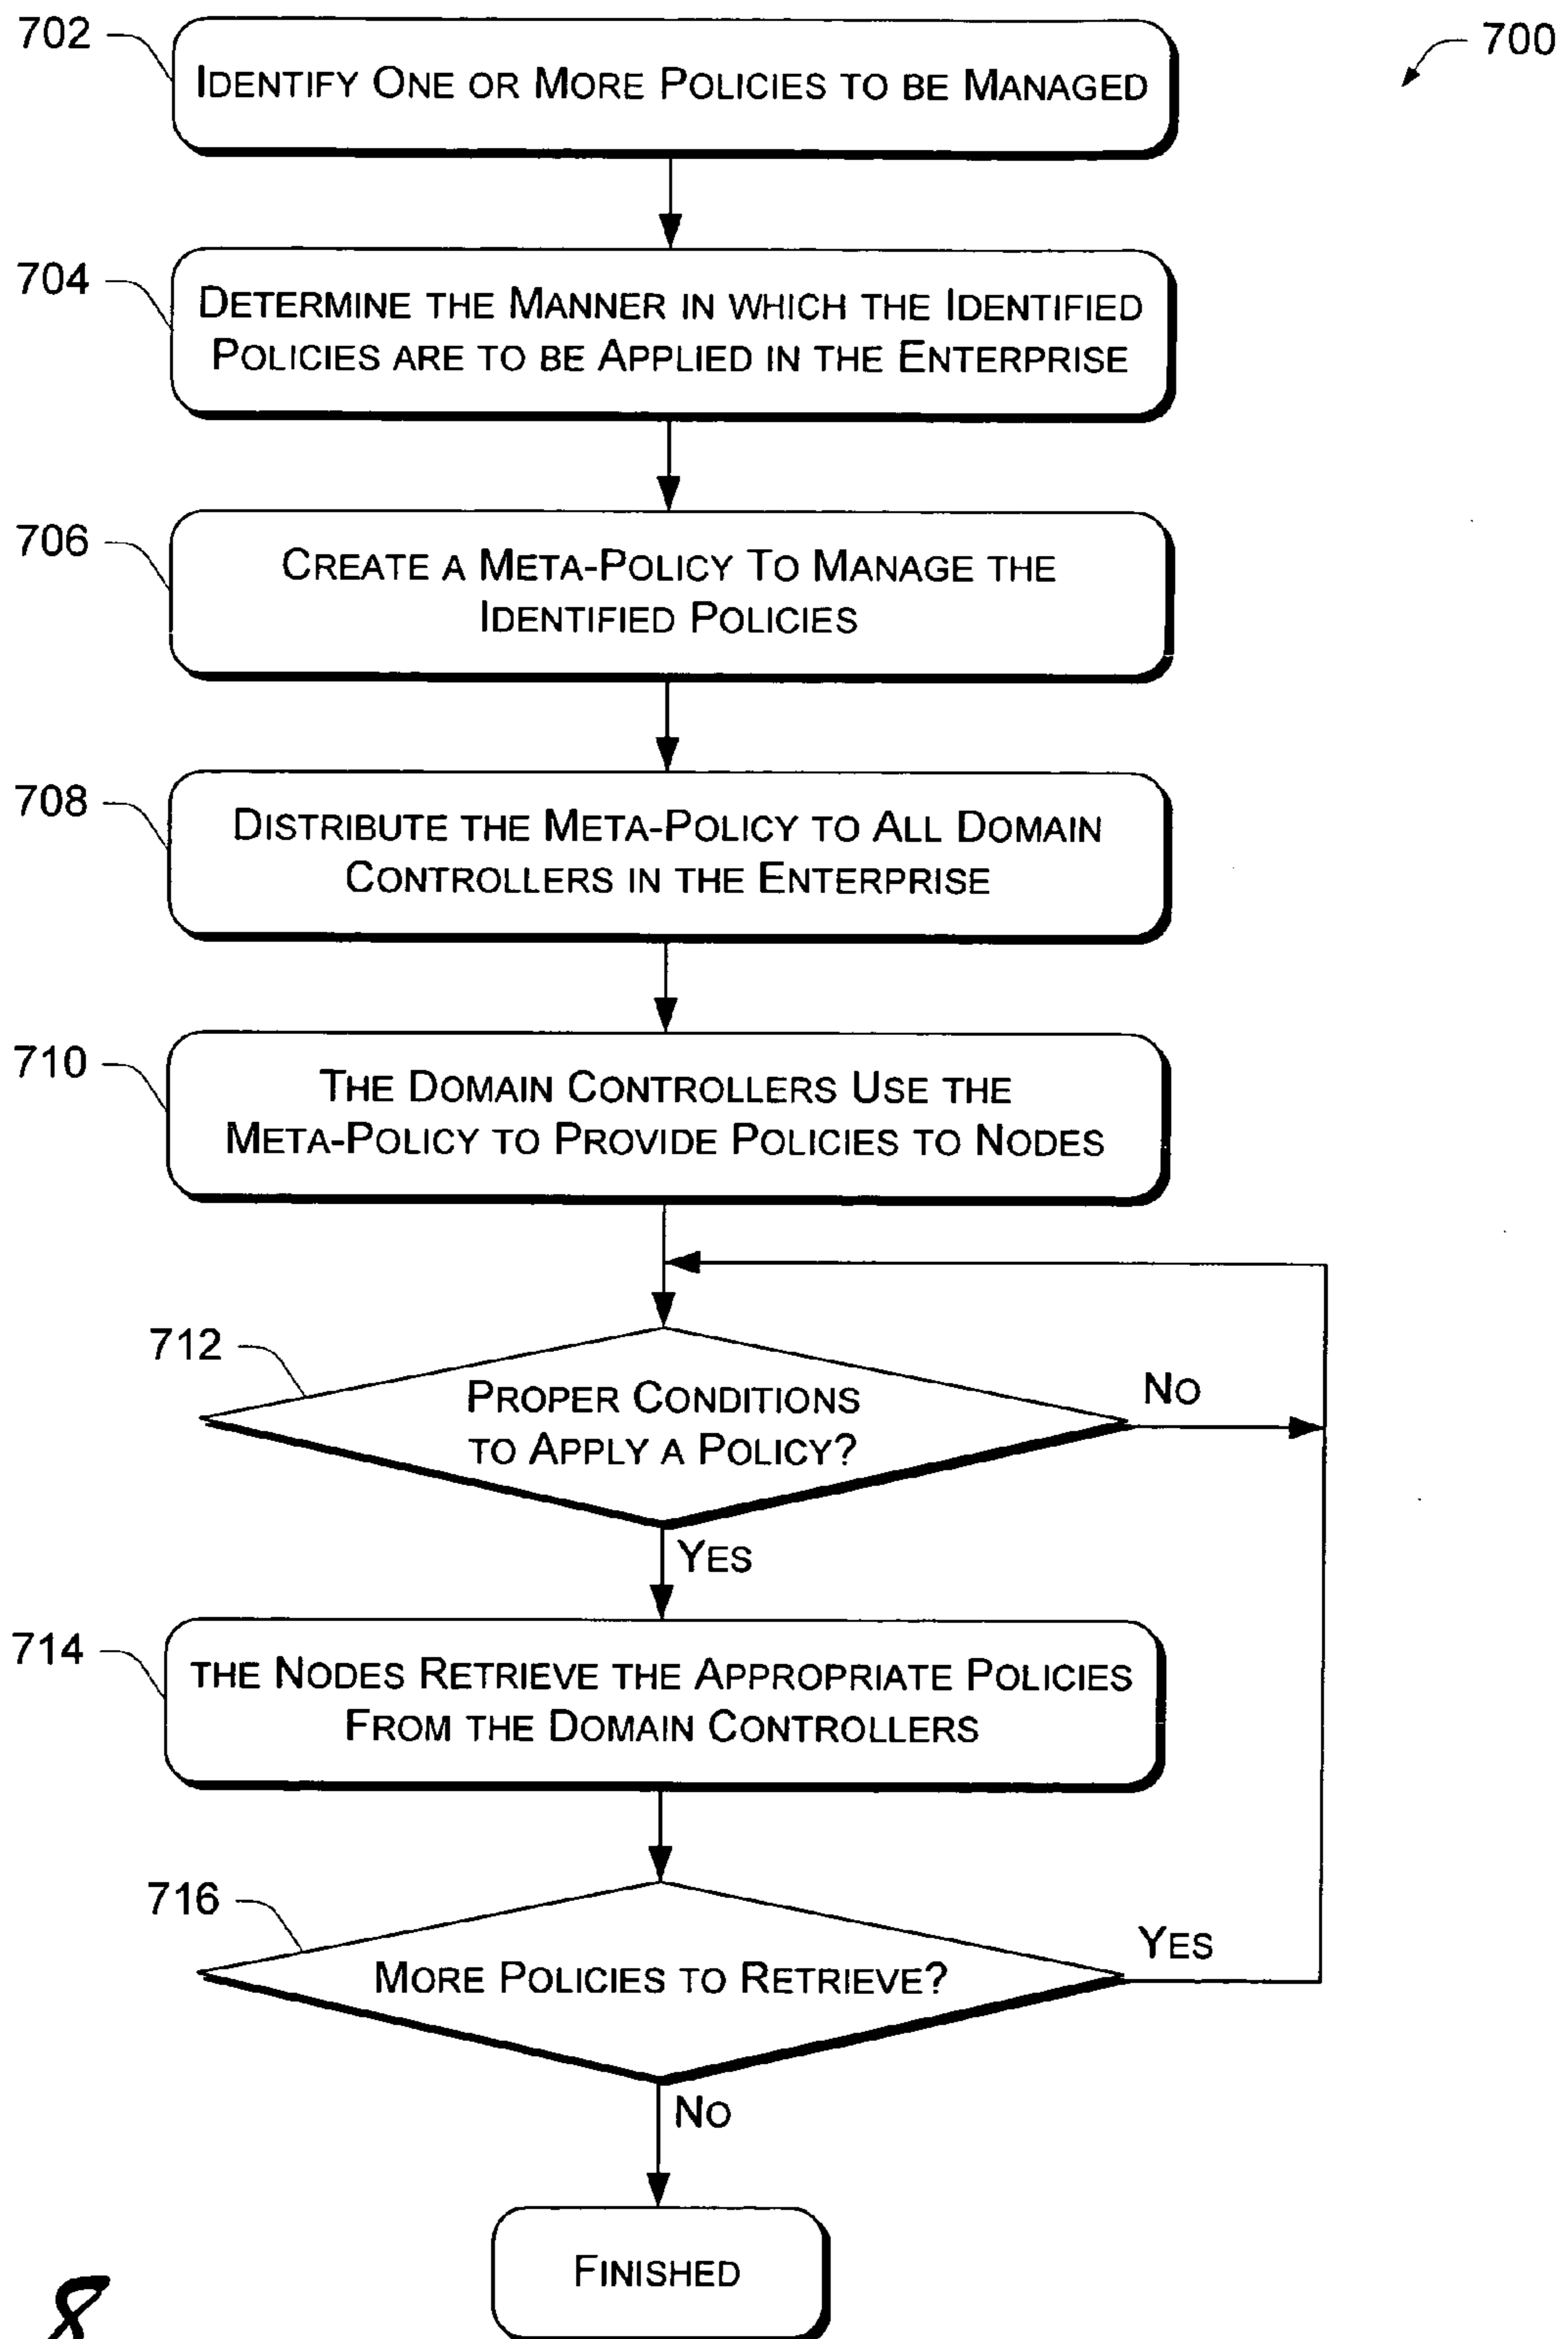 702
IDENTIFY ONE OR MORE POLICIES TO BE MANAGED
700
704
DETERMINE THE MANNER IN WHICH THE IDENTIFIED
POLICIES ARE TO BE APPLIED IN THE ENTERPRISE
706
CREATE A META-POLICY TO MANAGE THE
IDENTIFIED POLICIES
708
DISTRIBUTE THE META-POLICY TO ALL DOMAIN
CONTROLLERS IN THE ENTERPRISE
710
THE DOMAIN CONTROLLERS USE THE
META-POLICY TO PROVIDE POLICIES TO NODES
712
PROPER CONDITIONS
TO APPLY A POLICY?
NO
YES
714
THE NODES RETRIEVE THE APPROPRIATE POLICIES
FROM THE DOMAIN CONTROLLERS
716
MORE POLICIES TO RETRIEVE?
YES
NO
FINISHED
8